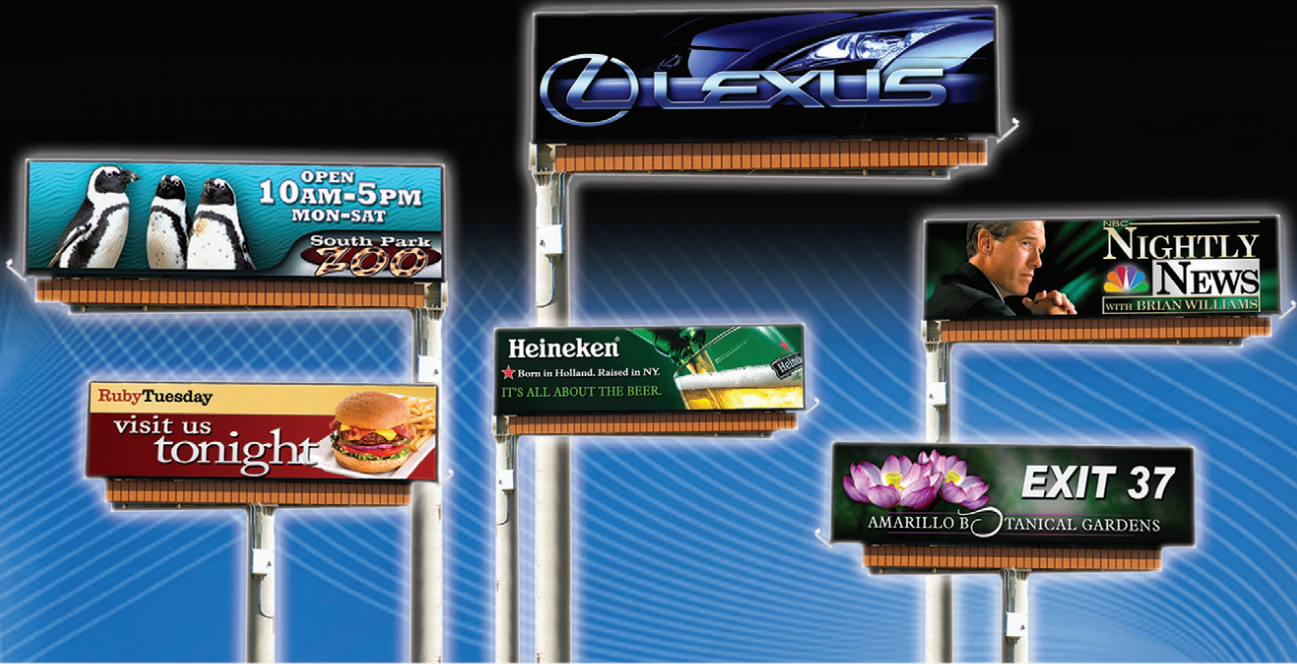 LEXUS
OPEN
10AM-5PM
MON-SAT
South Park
ZOO
NBC
NIGHTLY
NEWS
WITH BRIAN WILLIAMS
Heineken
Born in Holland. Raised in NY.
IT'S ALL ABOUT THE BEER.
RubyTuesday
visit us
tonight
EXIT 37
AMARILLO BOTANICAL GARDENS